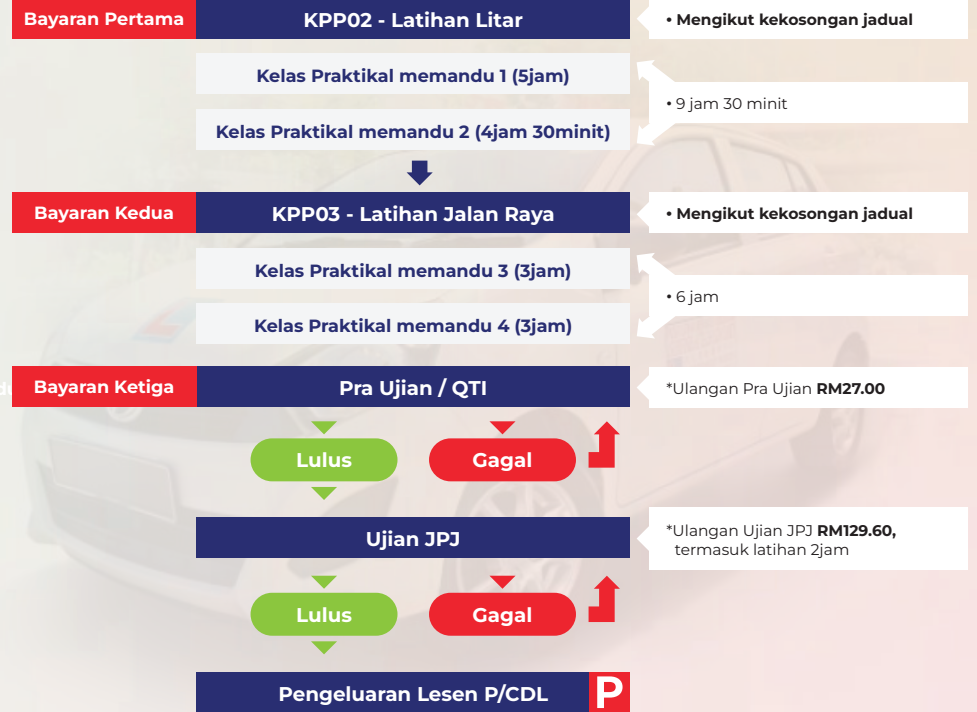 Bayaran Pertama
KPP02 - Latihan Litar
• Mengikut kekosongan jadual
Kelas Praktikal memandu 1 (5jam)
Kelas Praktikal memandu 2 (4jam 30minit)
• 9 jam 30 minit
Bayaran Kedua
KPP03 - Latihan Jalan Raya
• Mengikut kekosongan jadual
Kelas Praktikal memandu 3 (3jam)
Kelas Praktikal memandu 4 (3jam)
• 6 jam
Bayaran Ketiga
Pra Ujian / QTI
*Ulangan Pra Ujian RM27.00
Lulus
Gagal
Ujian JPJ
*Ulangan Ujian JPJ RM129.60,
termasuk latihan 2jam
Lulus
Gagal
Pengeluaran Lesen P/CDL
P